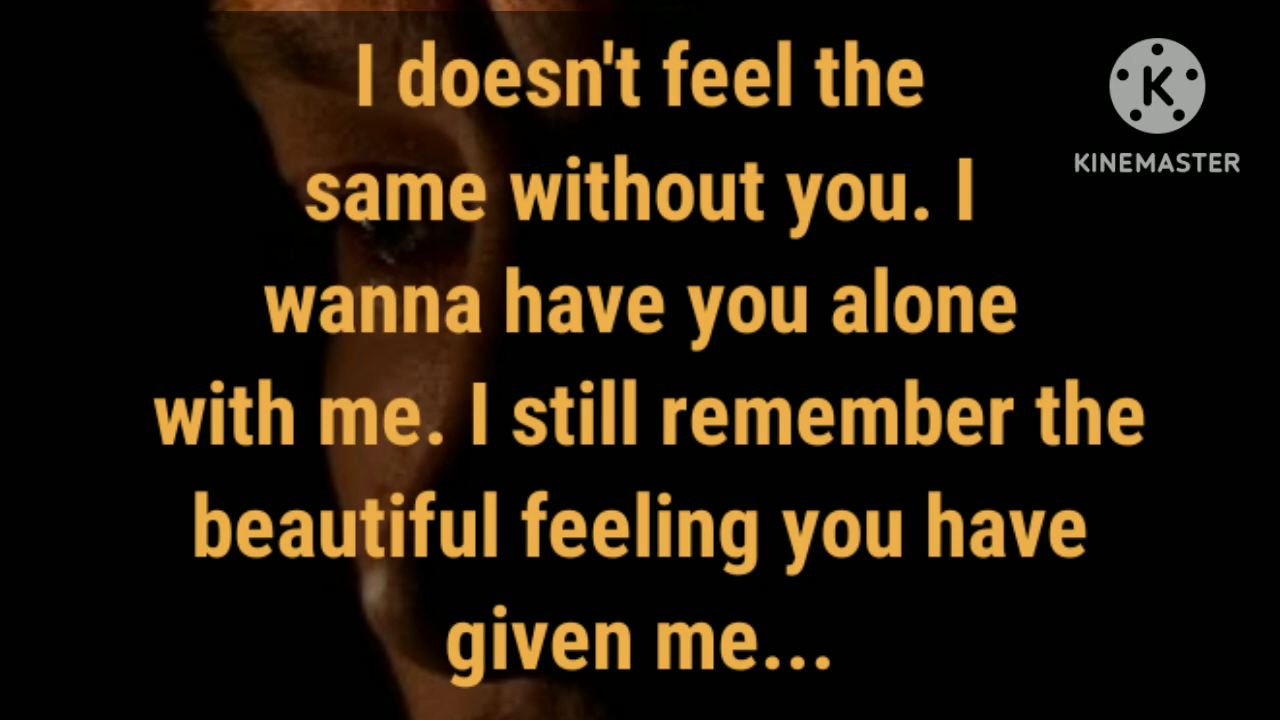 I doesn't feel the
same without you. I
wanna have you alone
with me. I still remember the
beautiful feeling you have
given me...
K
KINEMASTER